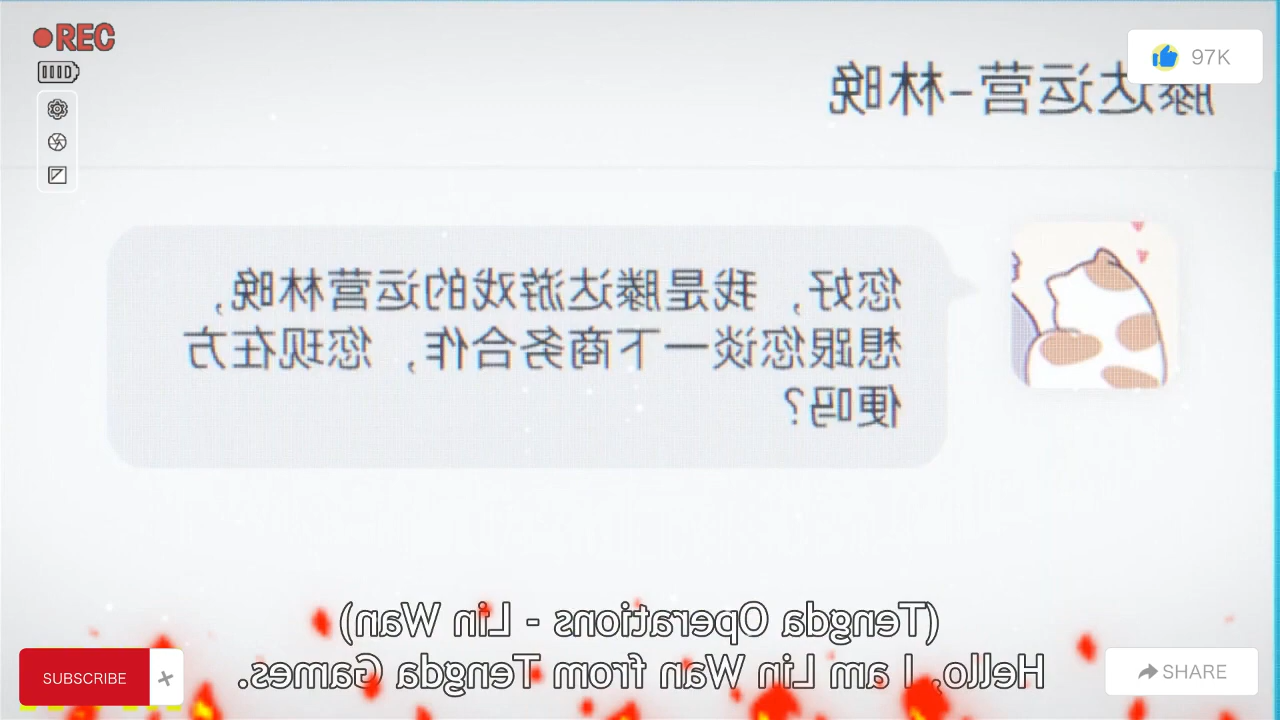 REC
97K
滕达运营-林晚
您好，我是滕达游戏的运营林晚，
想跟您谈一下商务合作，您现在方
便吗?
(Tengda Operations - Lin Wan)
Hello, I am Lin Wan from Tengda Games.
SUBSCRIBE
SHARE